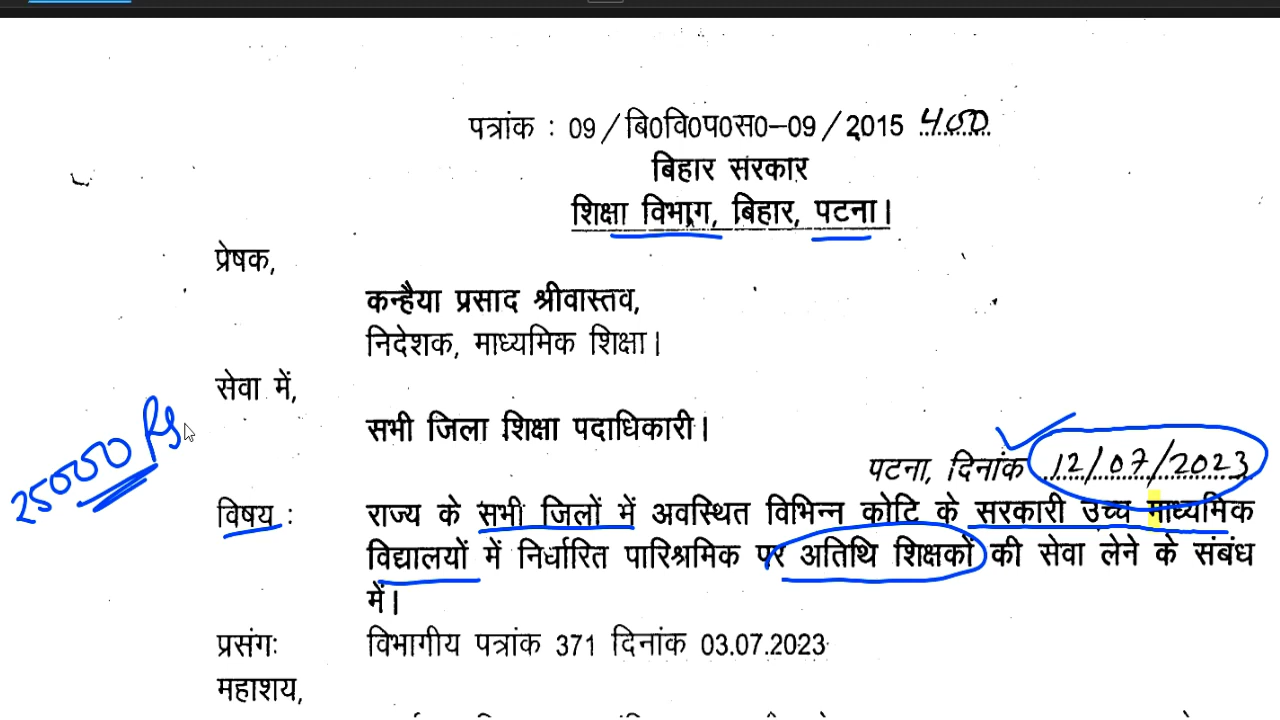 पत्रांक : 09/बि0वि0प0स0-09/2015 400
बिहार सरकार
शिक्षा विभाग, बिहार, पटना।
प्रेषक,
कन्हैया प्रसाद श्रीवास्तव,
निदेशक, माध्यमिक शिक्षा।
सेवा में,
सभी जिला शिक्षा पदाधिकारी।
25000 Rs
पटना, दिनांक 12/07/2023
विषय : राज्य के सभी जिलों में अवस्थित विभिन्न कोटि के सरकारी उच्च माध्यमिक
विद्यालयों में निर्धारित पारिश्रमिक पर अतिथि शिक्षकों की सेवा लेने के संबंध
में।
प्रसंग: विभागीय पत्रांक 371 दिनांक 03.07.2023
महाशय,